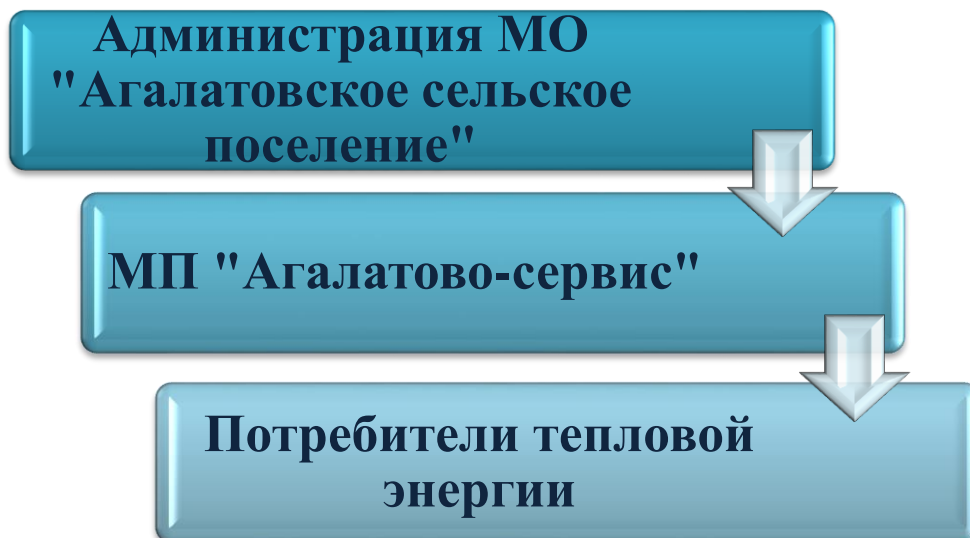 Администрация МО
"Агалатовское сельское
поселение"
МП "Агалатово-сервис"
Потребители тепловой
энергии